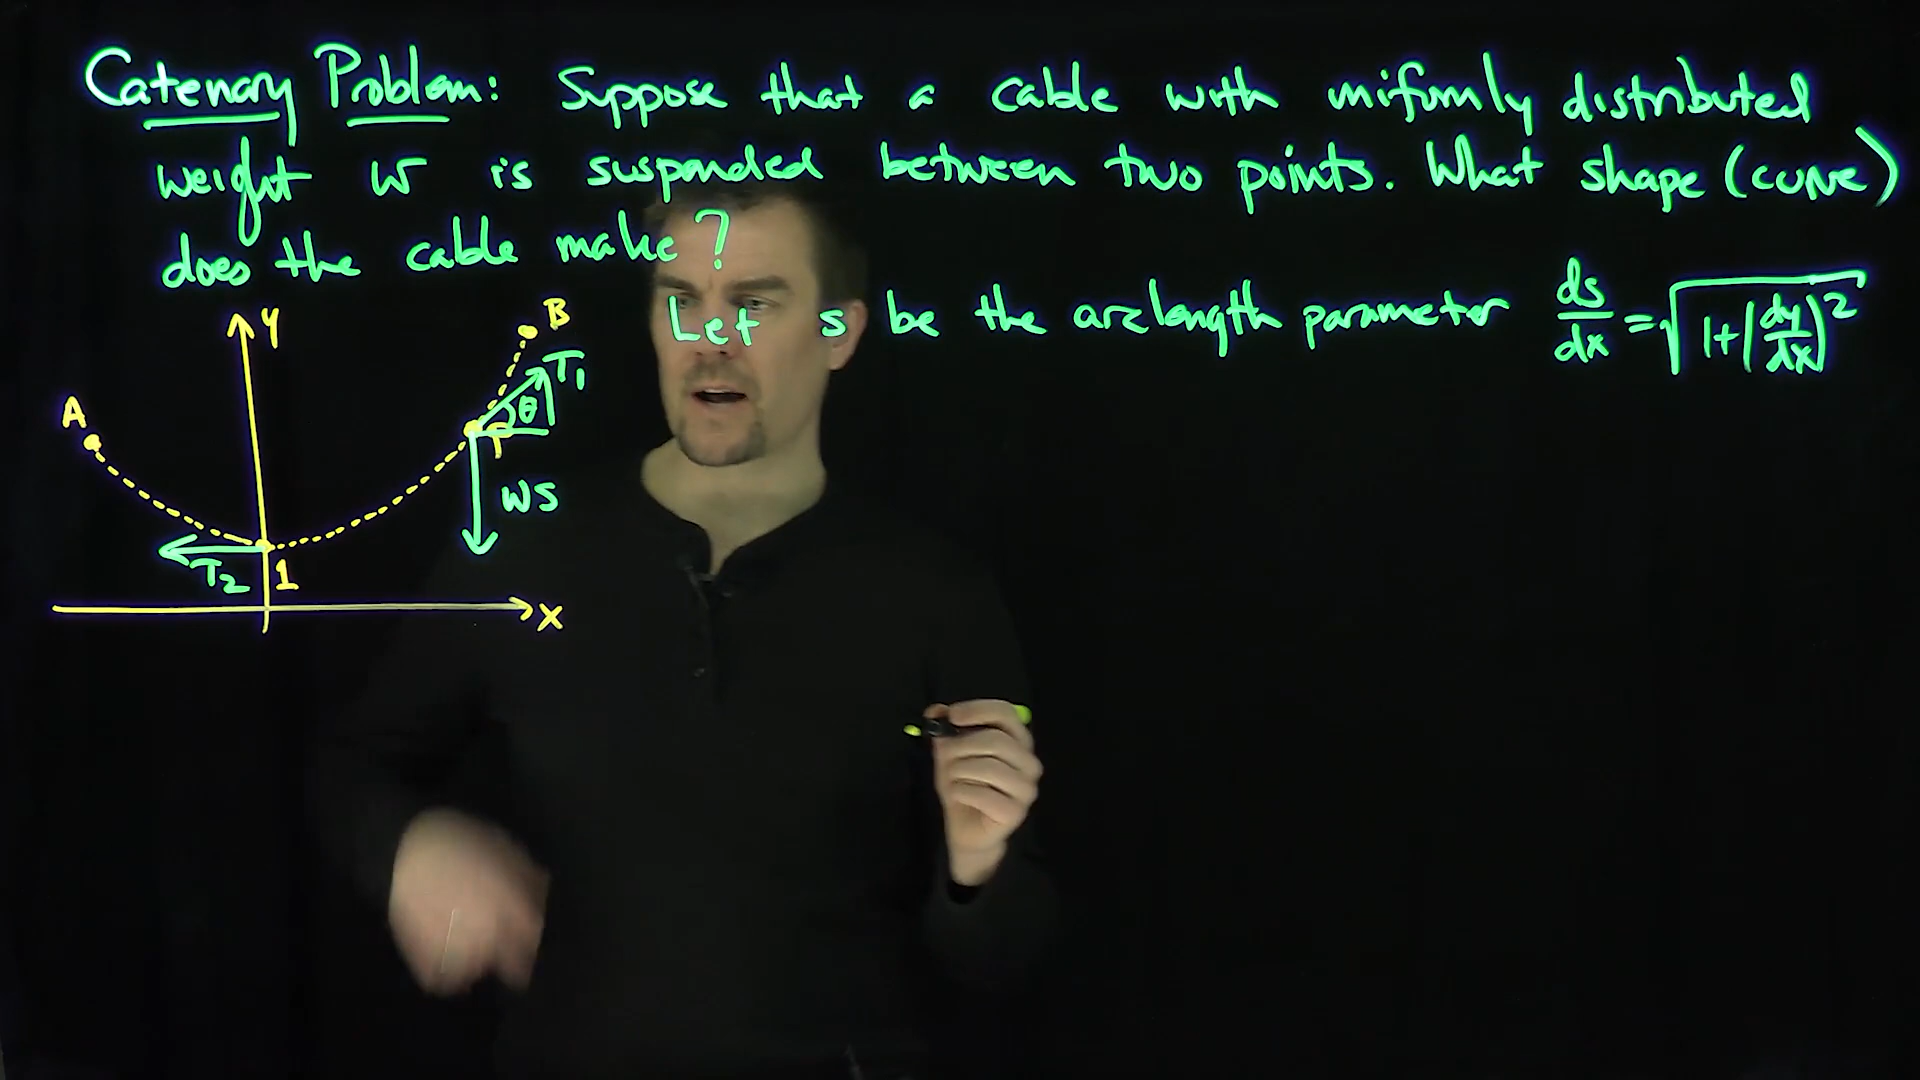 Catenary Problem: Suppose that a cable with uniformly distributed
weight w is suspended between two points. What shape (curve)
does the cable make?
Let s be the arclength parameter ds/dx = √(1+(dy/dx)²)
y
B
T₁
A
θ
P
ws
T₂
1
x